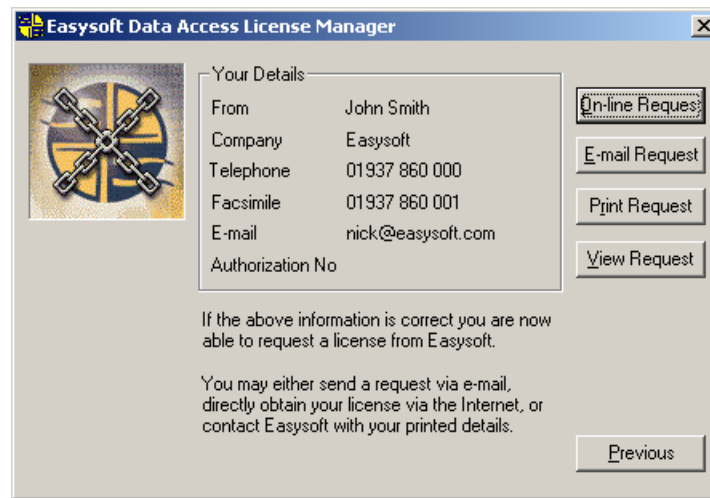 Easysoft Data Access License Manager
Your Details
From John Smith
Company Easysoft
Telephone 01937 860 000
Facsimile 01937 860 001
E-mail nick@easysoft.com
Authorization No
On-line Reques
E-mail Request
Print Request
View Request
If the above information is correct you are now
able to request a license from Easysoft.
You may either send a request via e-mail,
directly obtain your license via the Internet, or
contact Easysoft with your printed details.
Previous